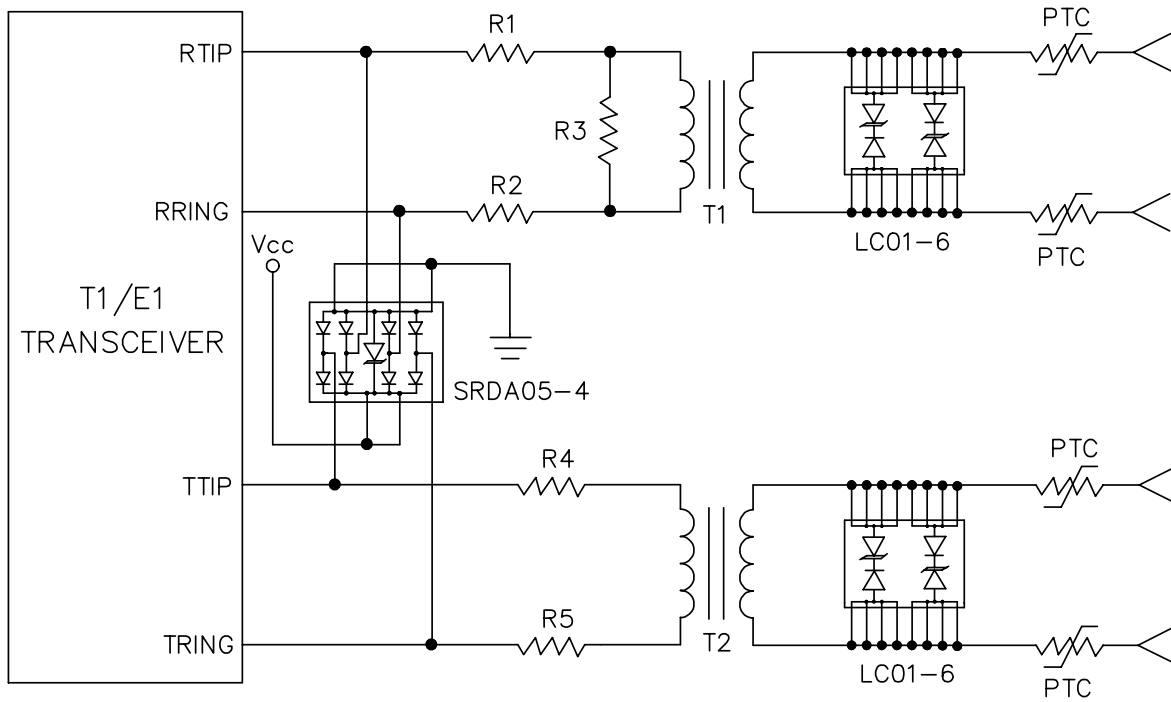 PTC
R1
RTIP
R3
R2
RRING
T1
LC01-6
PTC
Vcc
T1/E1
TRANSCEIVER
SRDA05-4
PTC
R4
TTIP
R5
TRING
T2
LC01-6
PTC